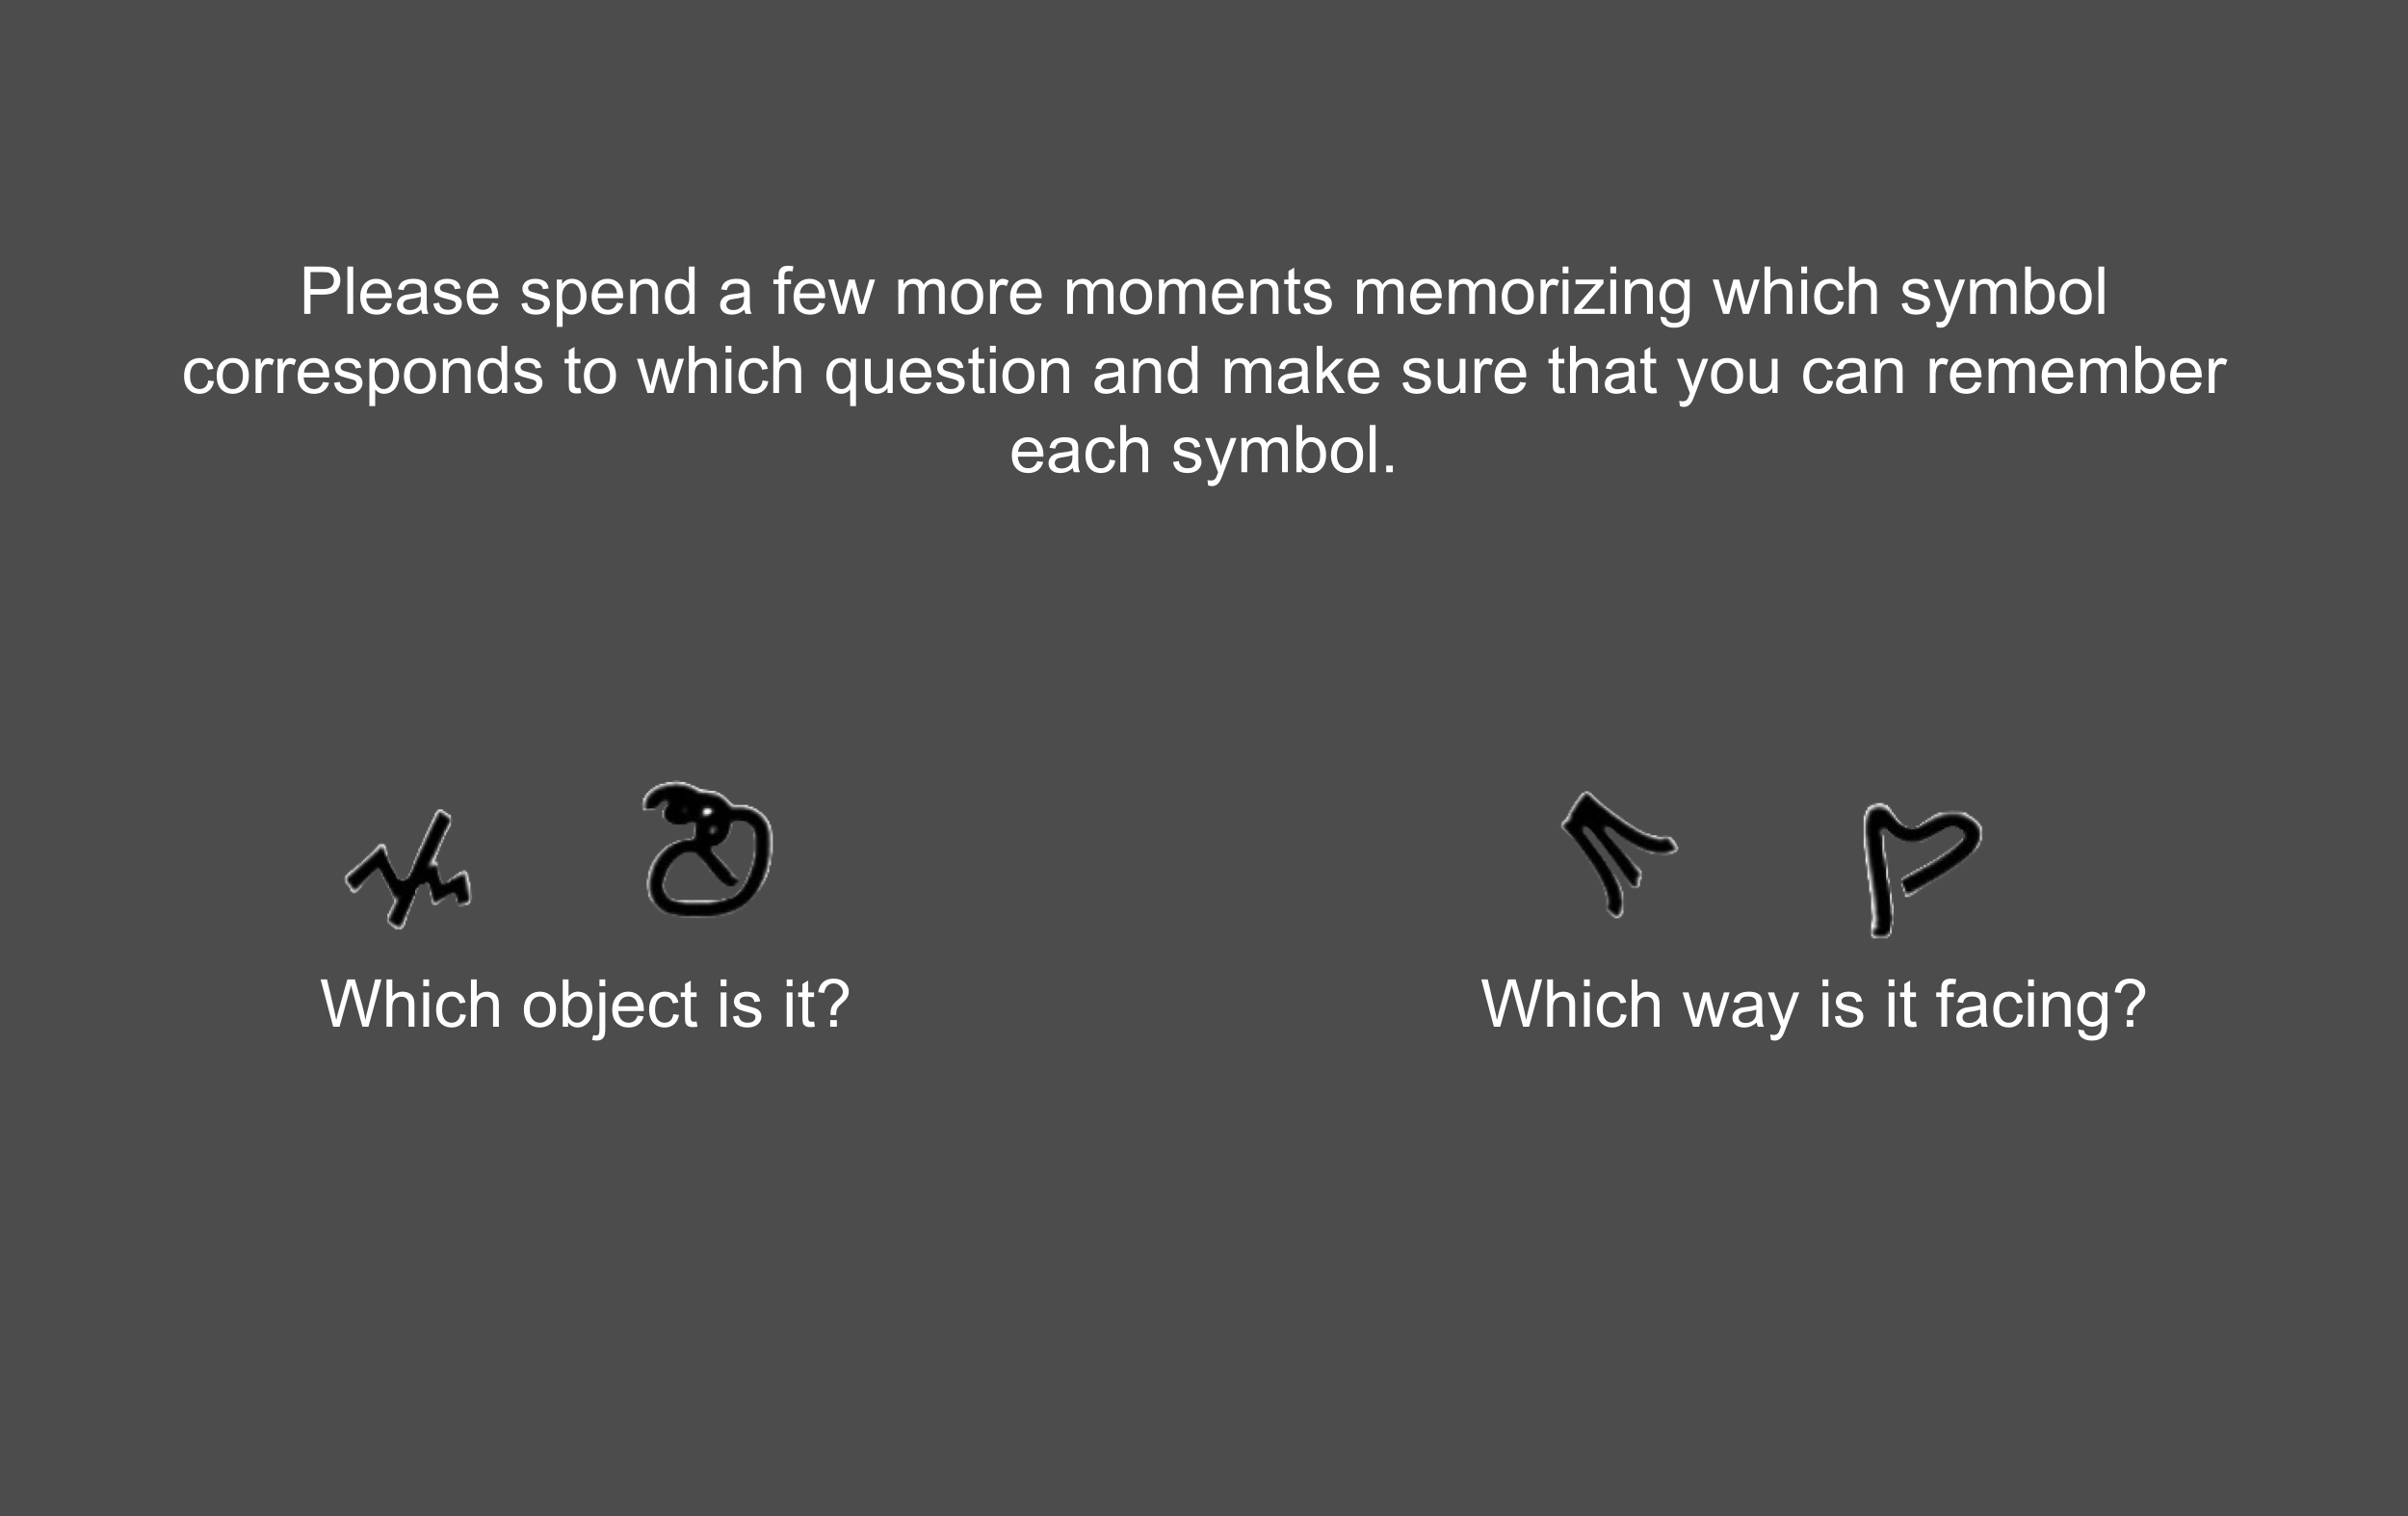 Please spend a few more moments memorizing which symbol
corresponds to which question and make sure that you can remember
each symbol.
Which object is it?
Which way is it facing?